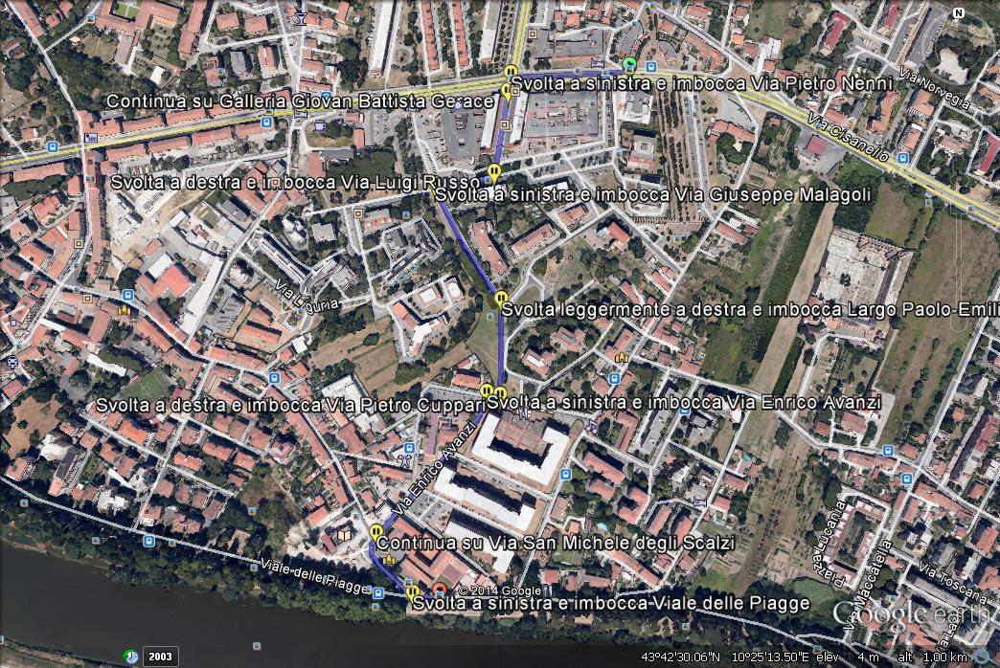 N
Svolta a sinistra e imbocca Via Pietro Nenni
Via Norvegia
Continua su Galleria Giovan Battista Gerace
Via Cisanello
Svolta a destra e imbocca Via Luigi Russo
Svolta a sinistra e imbocca Via Giuseppe Malagoli
Via Liguria
Svolta leggermente a destra e imbocca Largo Paolo-Emili
Svolta a destra e imbocca Via Pietro Cuppari
Svolta a sinistra e imbocca Via Enrico Avanzi
Via Enrico Avanzi
Continua su Via San Michele degli Scalzi
Piazza Lucania
Via Maccatella
Via Toscana
Viale delle Piagge
© 2014 Google
Svolta a sinistra e imbocca Viale delle Piagge
Google earth
Via La
2003
43°42'30.06"N 10°25'13.50"E elev 4 m alt 1.00 km